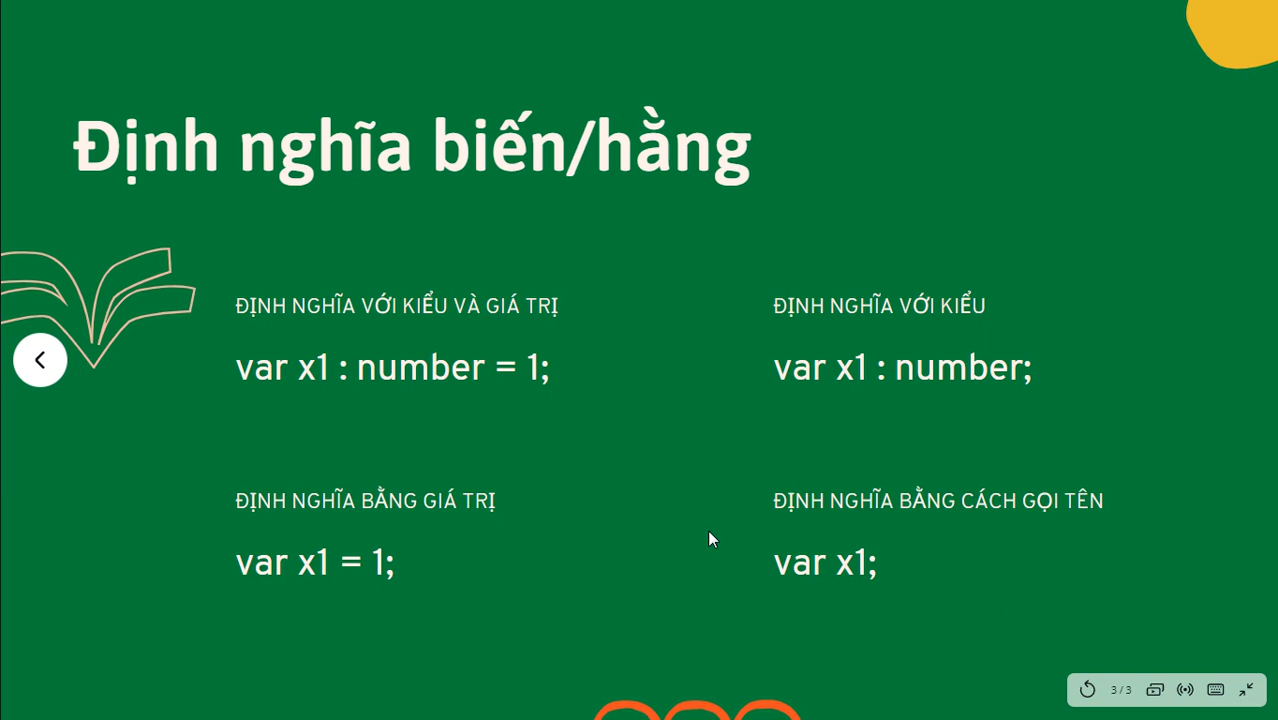 Định nghĩa biến/hằng
ĐỊNH NGHĨA VỚI KIỂU VÀ GIÁ TRỊ
var x1 : number = 1;
ĐỊNH NGHĨA VỚI KIỂU
var x1 : number;
ĐỊNH NGHĨA BẰNG GIÁ TRỊ
var x1 = 1;
ĐỊNH NGHĨA BẰNG CÁCH GỌI TÊN
var x1;
3/3